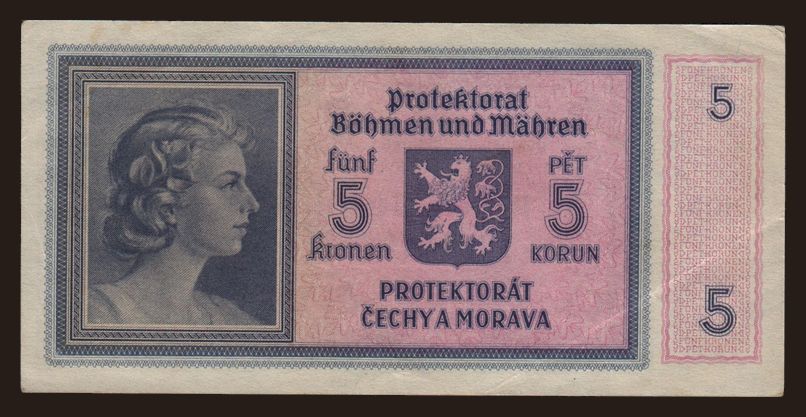 Protektorat
Böhmen und Mähren
fünf PĚT
5 5
Kronen KORUN
PROTEKTORÁT
ČECHY A MORAVA
5
5